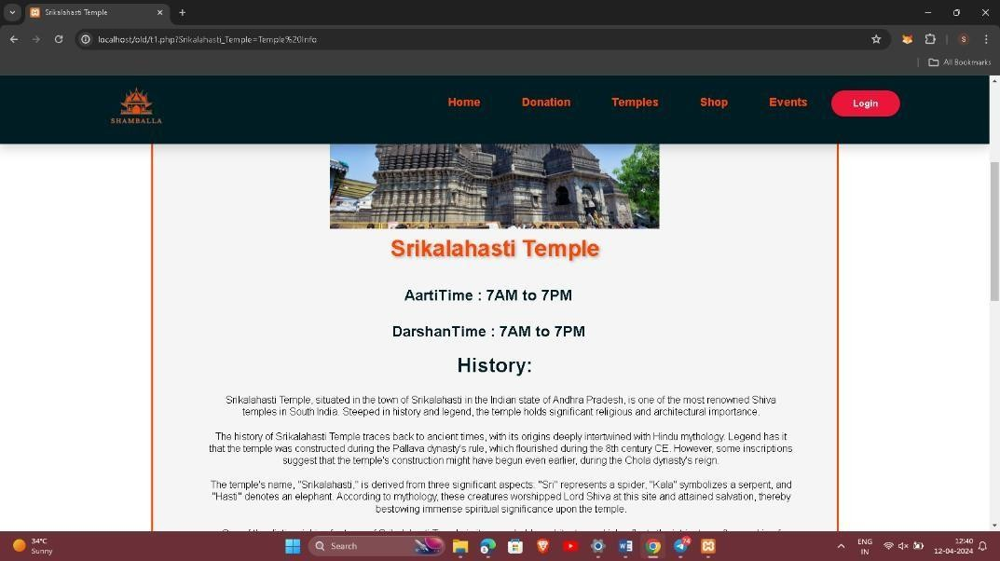 Srikalahasti Temple
localhost/old/t1.php?Srikalahasti_Temple=Temple%20Info
S
All Bookmarks
SHAMBALLA
Home Donation Temples Shop Events Login
Srikalahasti Temple
AartiTime : 7AM to 7PM
DarshanTime : 7AM to 7PM
History:
Srikalahasti Temple, situated in the town of Srikalahasti in the Indian state of Andhra Pradesh, is one of the most renowned Shiva
temples in South India. Steeped in history and legend, the temple holds significant religious and architectural importance.
The history of Srikalahasti Temple traces back to ancient times, with its origins deeply intertwined with Hindu mythology. Legend has it
that the temple was constructed during the Pallava dynasty's rule, which flourished during the 8th century CE. However, some inscriptions
suggest that the temple's construction might have begun even earlier, during the Chola dynasty's reign.
The temple's name, "Srikalahasti," is derived from three significant aspects. "Sri" represents a spider, "Kala" symbolizes a serpent, and
"Hasti" denotes an elephant. According to mythology, these creatures worshipped Lord Shiva at this site and attained salvation, thereby
bestowing immense spiritual significance upon the temple.
34°C
Sunny
Search
74
ENG
IN
12:40
12-04-2024